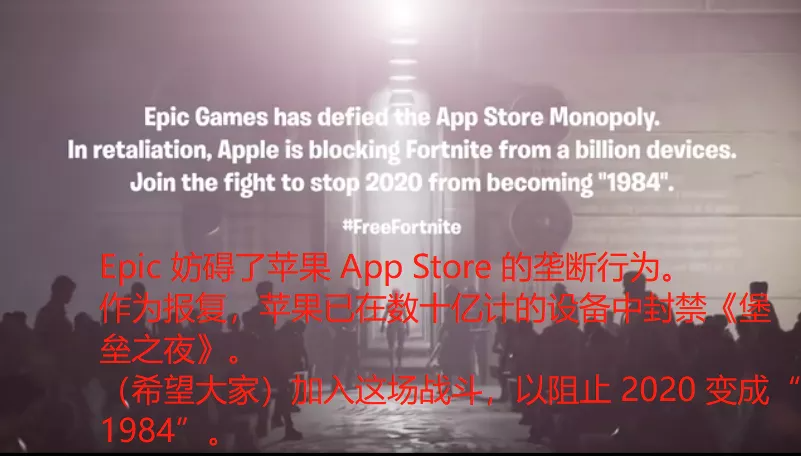 Epic Games has defied the App Store Monopoly.
In retaliation, Apple is blocking Fortnite from a billion devices.
Join the fight to stop 2020 from becoming "1984".
#FreeFortnite
Epic 妨碍了苹果 App Store 的垄断行为。
作为报复，苹果已在数十亿计的设备中封禁《堡
垒之夜》。
（希望大家）加入这场战斗，以阻止 2020 变成“
1984”。